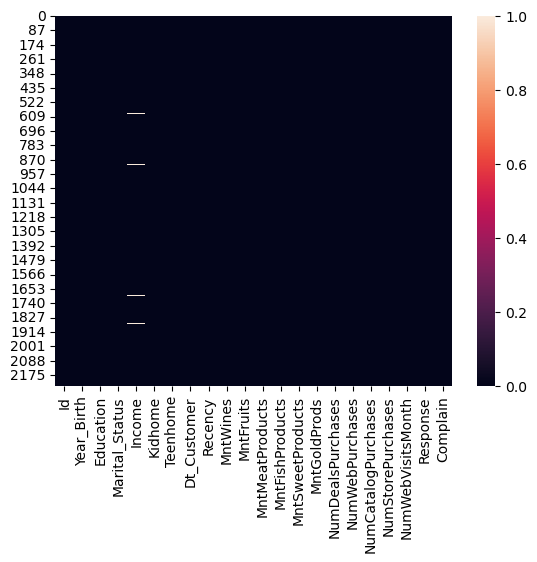 0
87
174
261
348
435
522
609
696
783
870
957
1044
1131
1218
1305
1392
1479
1566
1653
1740
1827
1914
2001
2088
2175
Id
Year_Birth
Education
Marital_Status
Income
Kidhome
Teenhome
Dt_Customer
Recency
MntWines
MntFruits
MntMeatProducts
MntFishProducts
MntSweetProducts
MntGoldProds
NumDealsPurchases
NumWebPurchases
NumCatalogPurchases
NumStorePurchases
NumWebVisitsMonth
Response
Complain
1.0
0.8
0.6
0.4
0.2
0.0